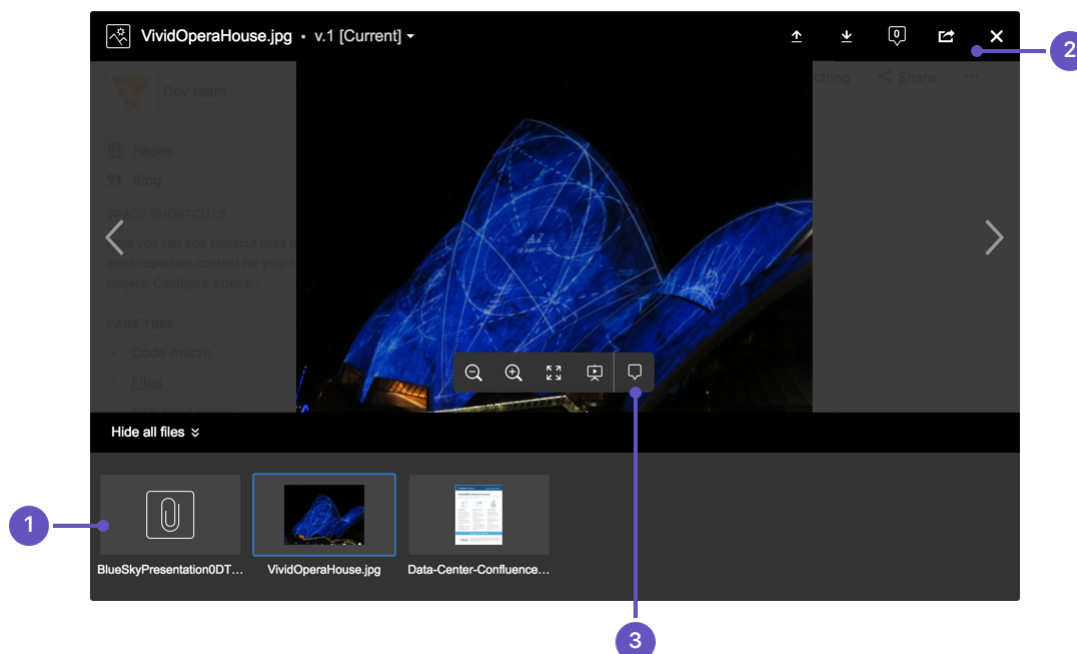 VividOperaHouse.jpg • v.1 [Current]
0
2
ching Share ...
Dev team
Pages
Blog
SPACE SHORTCUTS
you can add shortcut links
most important content for your
project. Configure sidebar.
PAGE TREE
Code macro
Files
Hide all files
1
BlueSkyPresentation0DT...
VividOperaHouse.jpg
Data-Center-Confluence...
3